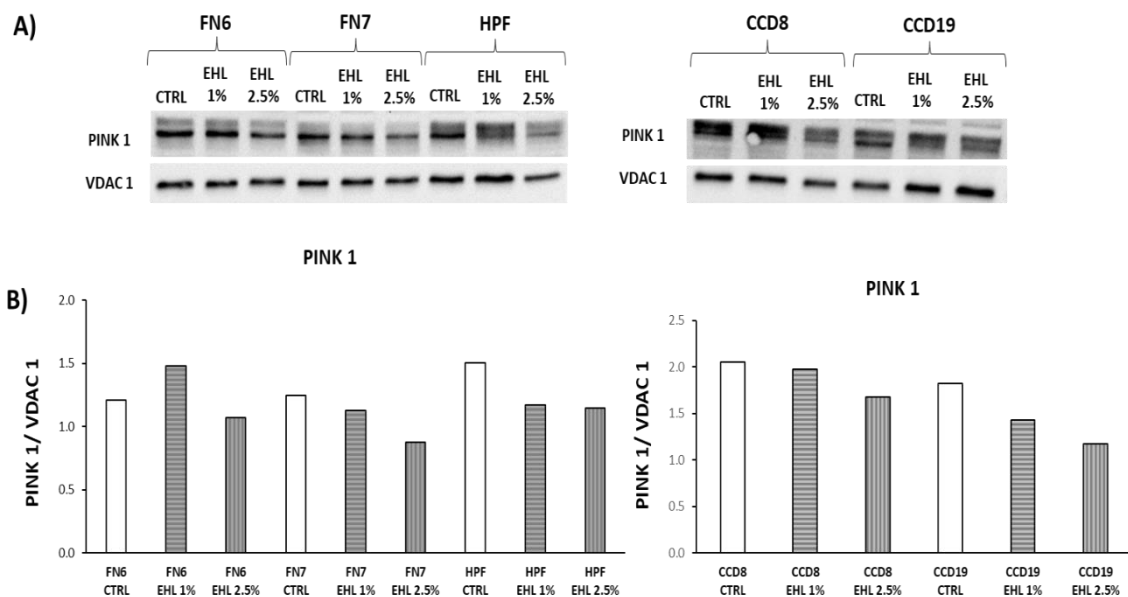 A)
FN6 FN7 HPF
CTRL EHL 1% EHL 2.5% CTRL EHL 1% EHL 2.5% CTRL EHL 1% EHL 2.5%
PINK 1
VDAC 1
CCD8 CCD19
CTRL EHL 1% EHL 2.5% CTRL EHL 1% EHL 2.5%
PINK 1
VDAC 1
B)
PINK 1
PINK 1/ VDAC 1
2.0
1.5
1.0
0.5
0.0
FN6 FN6 FN6 FN7 FN7 FN7 HPF HPF HPF
CTRL EHL 1% EHL 2.5% CTRL EHL 1% EHL 2.5% CTRL EHL 1% EHL 2.5%
PINK 1
PINK 1/ VDAC 1
2.5
2.0
1.5
1.0
0.5
0.0
CCD8 CCD8 CCD8 CCD19 CCD19 CCD19
CTRL EHL 1% EHL 2.5% CTRL EHL 1% EHL 2.5%